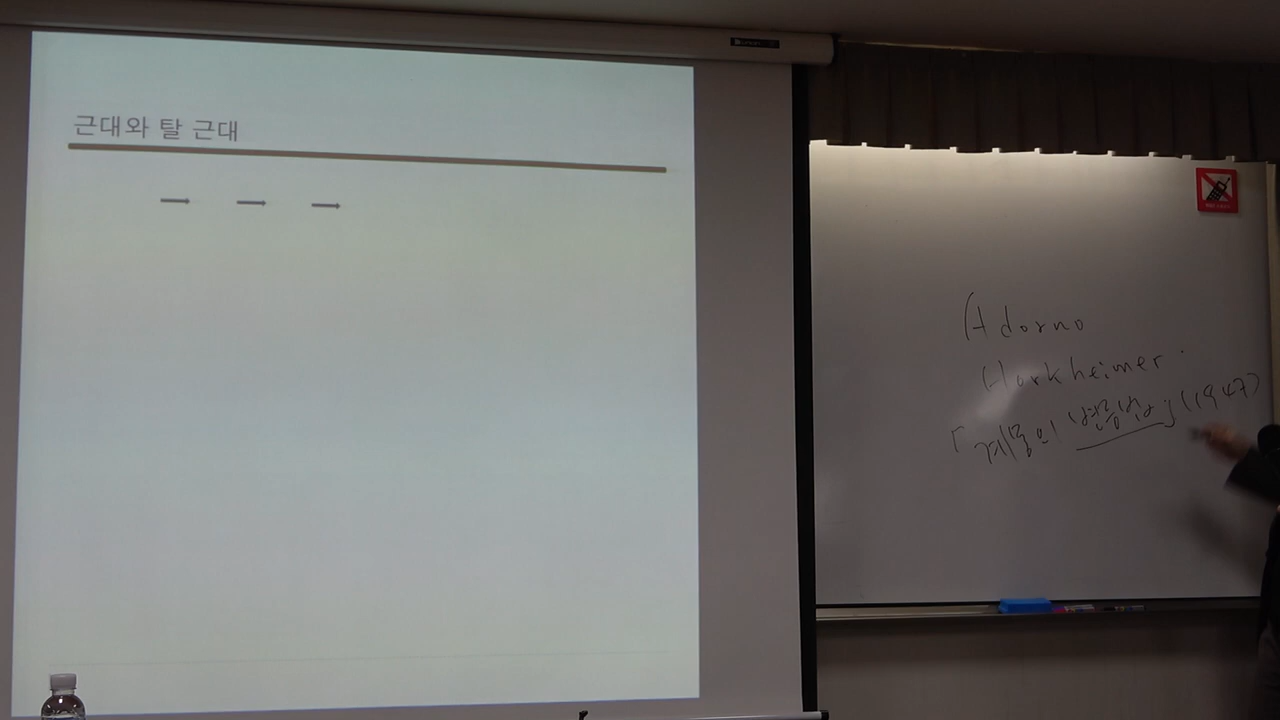 근대와 탈 근대
→ → →
Adorno
Horkheimer
「계몽의 변증법」(1947)